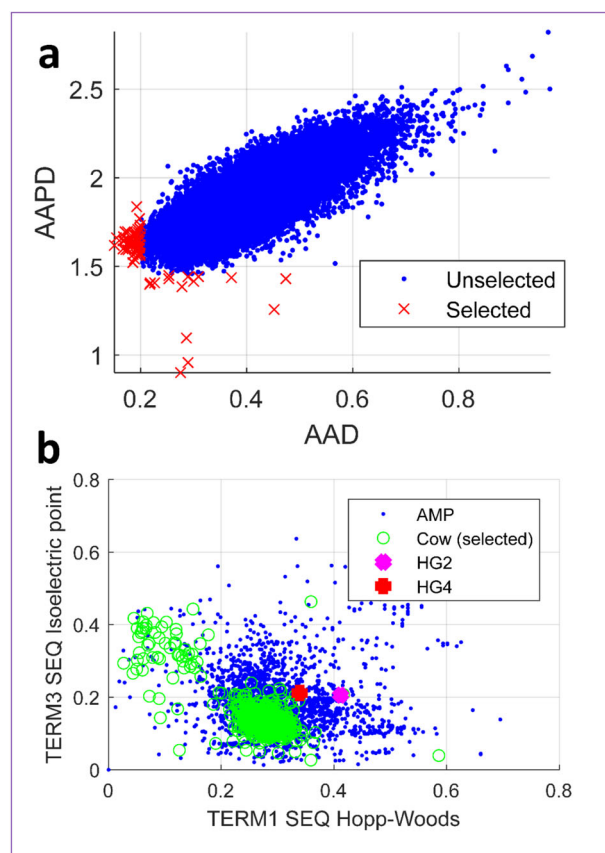 a
2.5
2
1.5
1
AAPD
Unselected
Selected
0.2 0.4 0.6 0.8
AAD
b
0.8
0.6
0.4
0.2
0
TERM3 SEQ Isoelectric point
AMP
Cow (selected)
HG2
HG4
0 0.2 0.4 0.6 0.8
TERM1 SEQ Hopp-Woods